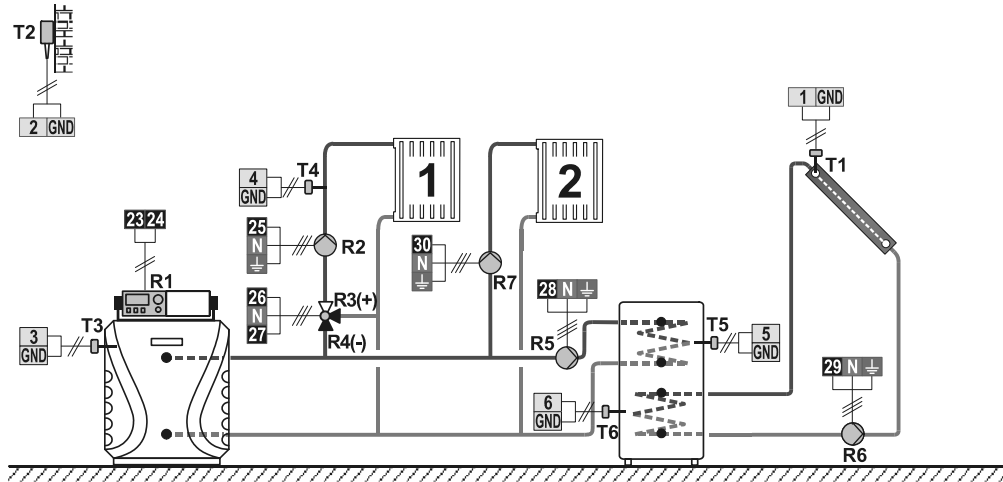 T2
2 GND
1 GND
T1
4
GND
T4
1
2
23 24
R1
25
N
R2
30
N
R7
26
N
27
R3(+)
R4(-)
28 N
R5
3
GND
T3
T5
5
GND
29 N
6
GND
T6
R6